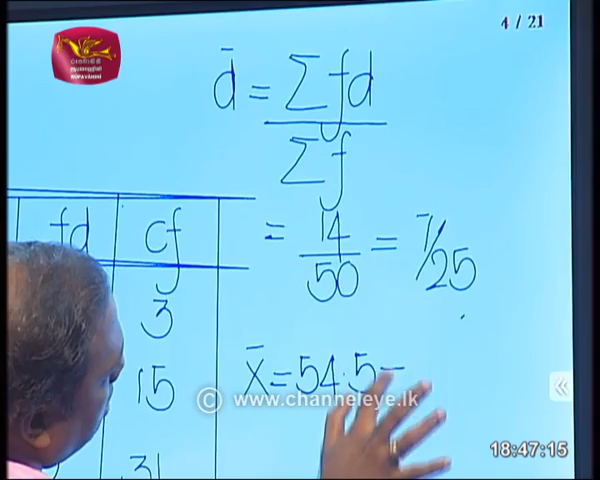 4 / 21
d̄ = Σfd
Σf
= 14/50 = 7/25
fd cf
3
15
31
x̄ = 54.5 –
© www.channeleye.lk
18:47:15